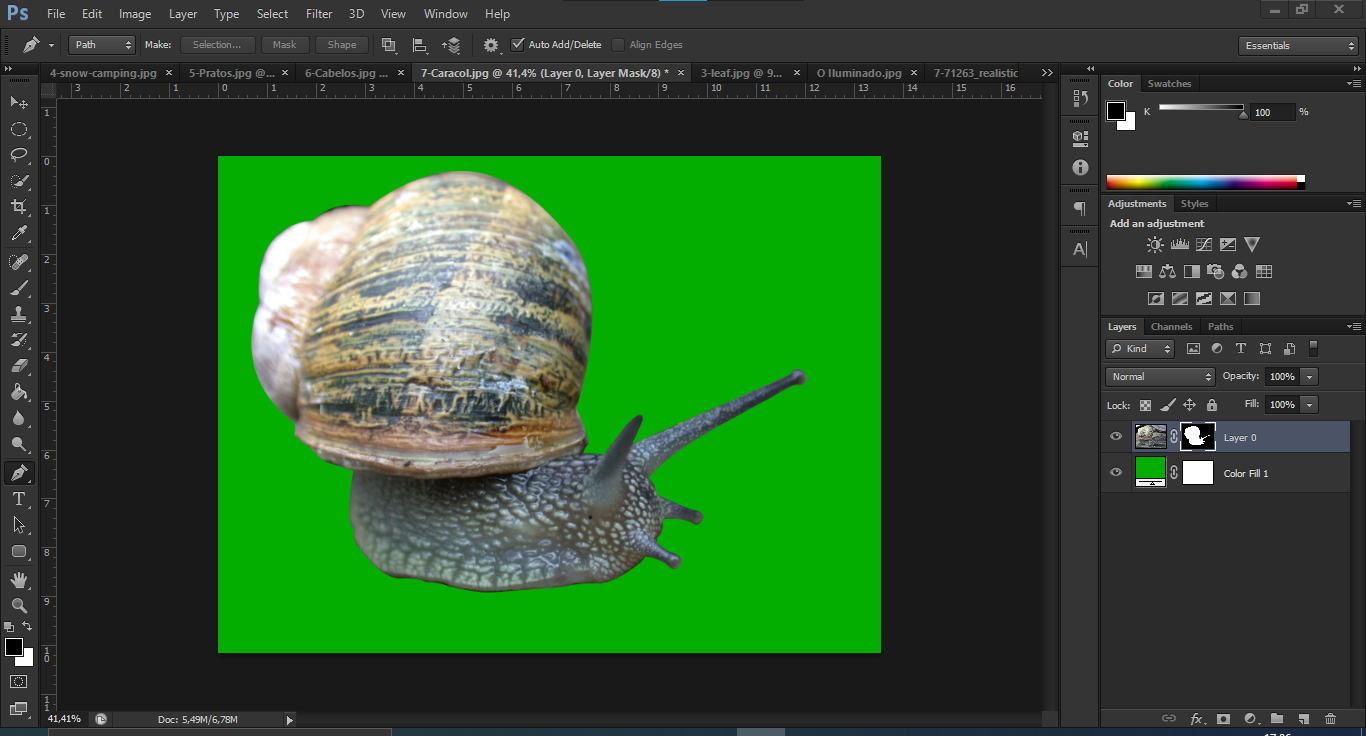 Ps File Edit Image Layer Type Select Filter 3D View Window Help
Path Make: Selection... Mask Shape Auto Add/Delete Align Edges Essentials
4-snow-camping.jpg × 5-Pratos.jpg @... × 6-Cabelos.jpg ... × 7-Caracol.jpg @ 41,4% (Layer 0, Layer Mask/8) * × 3-leaf.jpg @ 9... × O Iluminado.jpg × 7-71263_realistic
3 2 1 0 1 2 3 4 5 6 7 8 9 10 11 12 13 14 15 16
1
0
1
2
3
4
5
6
7
8
9
10
11
Color Swatches
K 100 %
Adjustments Styles
Add an adjustment
Layers Channels Paths
Kind
Normal Opacity: 100%
Lock: Fill: 100%
Layer 0
Color Fill 1
T
A
41,41% Doc: 5,49M/6,78M
fx